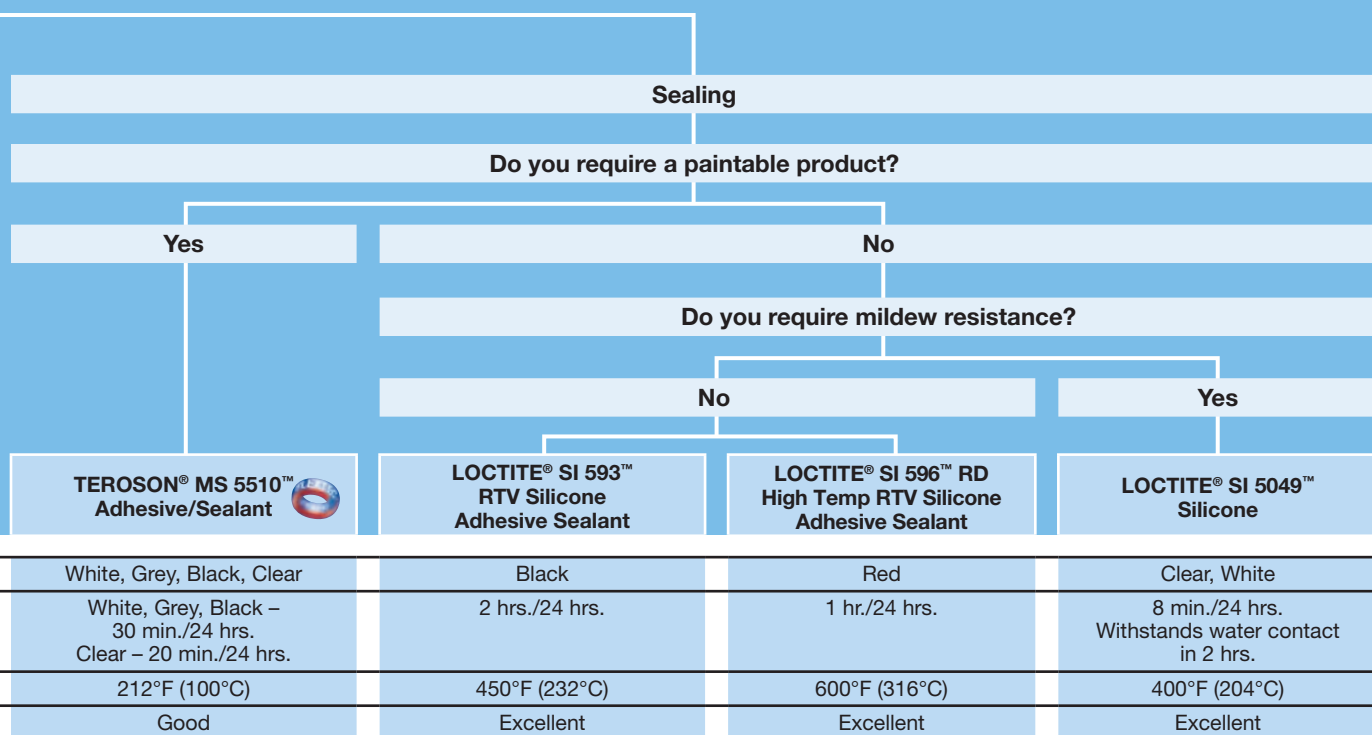 Sealing
Do you require a paintable product?
Yes
No
Do you require mildew resistance?
No
Yes
TEROSON® MS 5510™
Adhesive/Sealant
LOCTITE® SI 593™
RTV Silicone
Adhesive Sealant
LOCTITE® SI 596™ RD
High Temp RTV Silicone
Adhesive Sealant
LOCTITE® SI 5049™
Silicone
White, Grey, Black, Clear
Black
Red
Clear, White
White, Grey, Black –
30 min./24 hrs.
Clear – 20 min./24 hrs.
2 hrs./24 hrs.
1 hr./24 hrs.
8 min./24 hrs.
Withstands water contact
in 2 hrs.
212°F (100°C)
450°F (232°C)
600°F (316°C)
400°F (204°C)
Good
Excellent
Excellent
Excellent